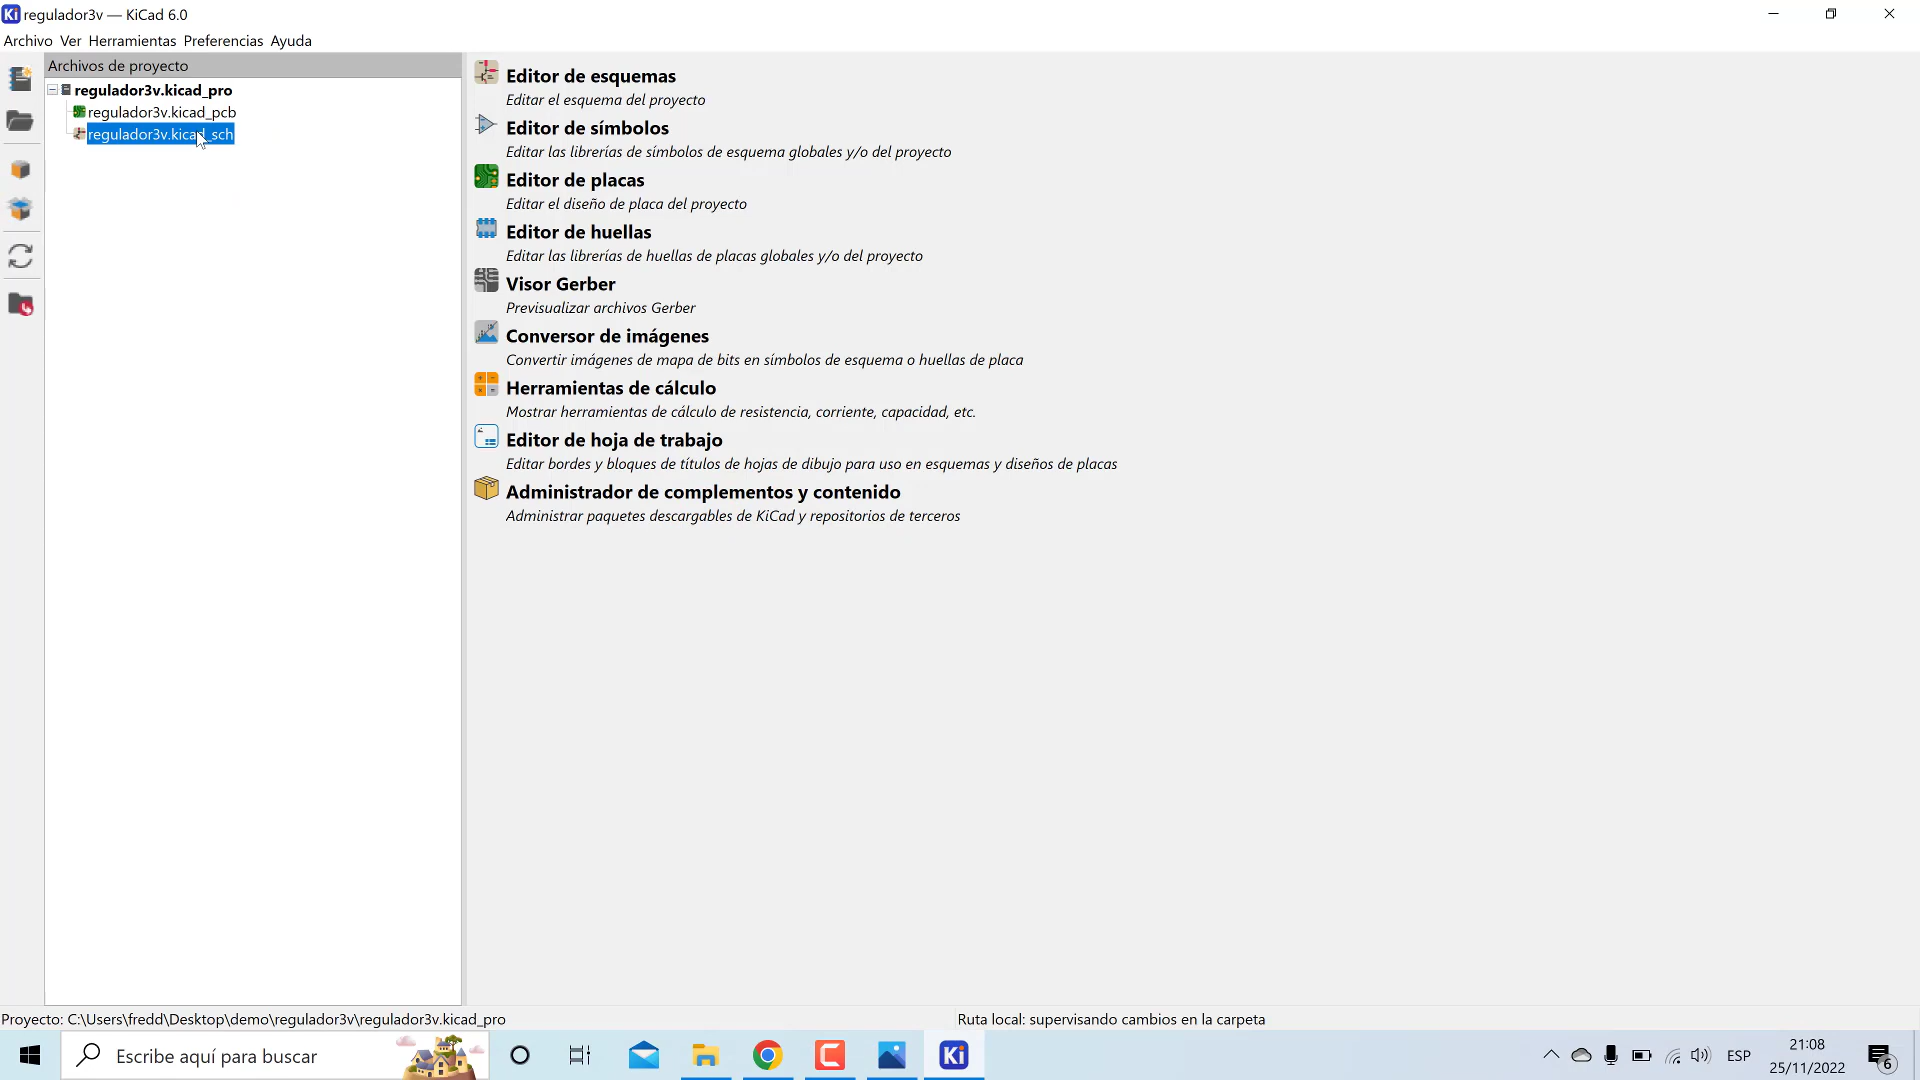 regulador3v — KiCad 6.0
Archivo Ver Herramientas Preferencias Ayuda
Archivos de proyecto
regulador3v.kicad_pro
regulador3v.kicad_pcb
regulador3v.kicad_sch
Editor de esquemas
Editar el esquema del proyecto
Editor de símbolos
Editar las librerías de símbolos de esquema globales y/o del proyecto
Editor de placas
Editar el diseño de placa del proyecto
Editor de huellas
Editar las librerías de huellas de placas globales y/o del proyecto
Visor Gerber
Previsualizar archivos Gerber
Conversor de imágenes
Convertir imágenes de mapa de bits en símbolos de esquema o huellas de placa
Herramientas de cálculo
Mostrar herramientas de cálculo de resistencia, corriente, capacidad, etc.
Editor de hoja de trabajo
Editar bordes y bloques de títulos de hojas de dibujo para uso en esquemas y diseños de placas
Administrador de complementos y contenido
Administrar paquetes descargables de KiCad y repositorios de terceros
Proyecto: C:\Users\fredd\Desktop\demo\regulador3v\regulador3v.kicad_pro
Ruta local: supervisando cambios en la carpeta
Escribe aquí para buscar
Ki
ESP
21:08
25/11/2022
6